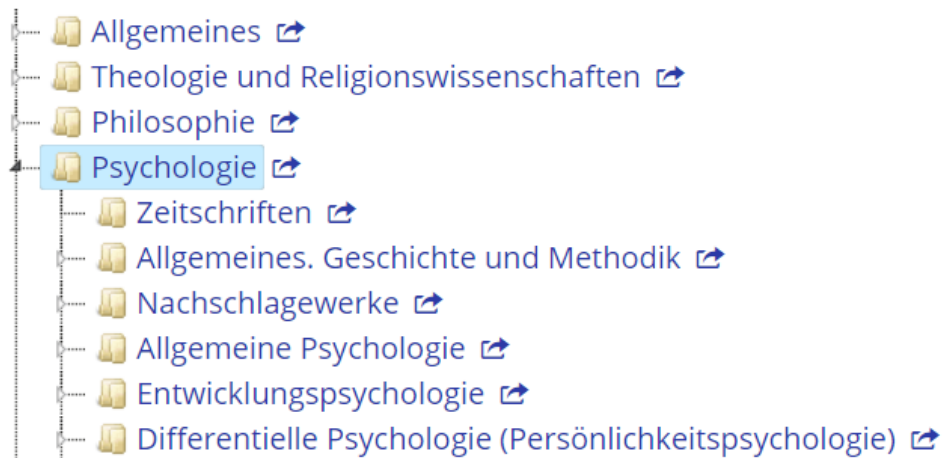 Allgemeines
Theologie und Religionswissenschaften
Philosophie
Psychologie
Zeitschriften
Allgemeines. Geschichte und Methodik
Nachschlagewerke
Allgemeine Psychologie
Entwicklungspsychologie
Differentielle Psychologie (Persönlichkeitspsychologie)